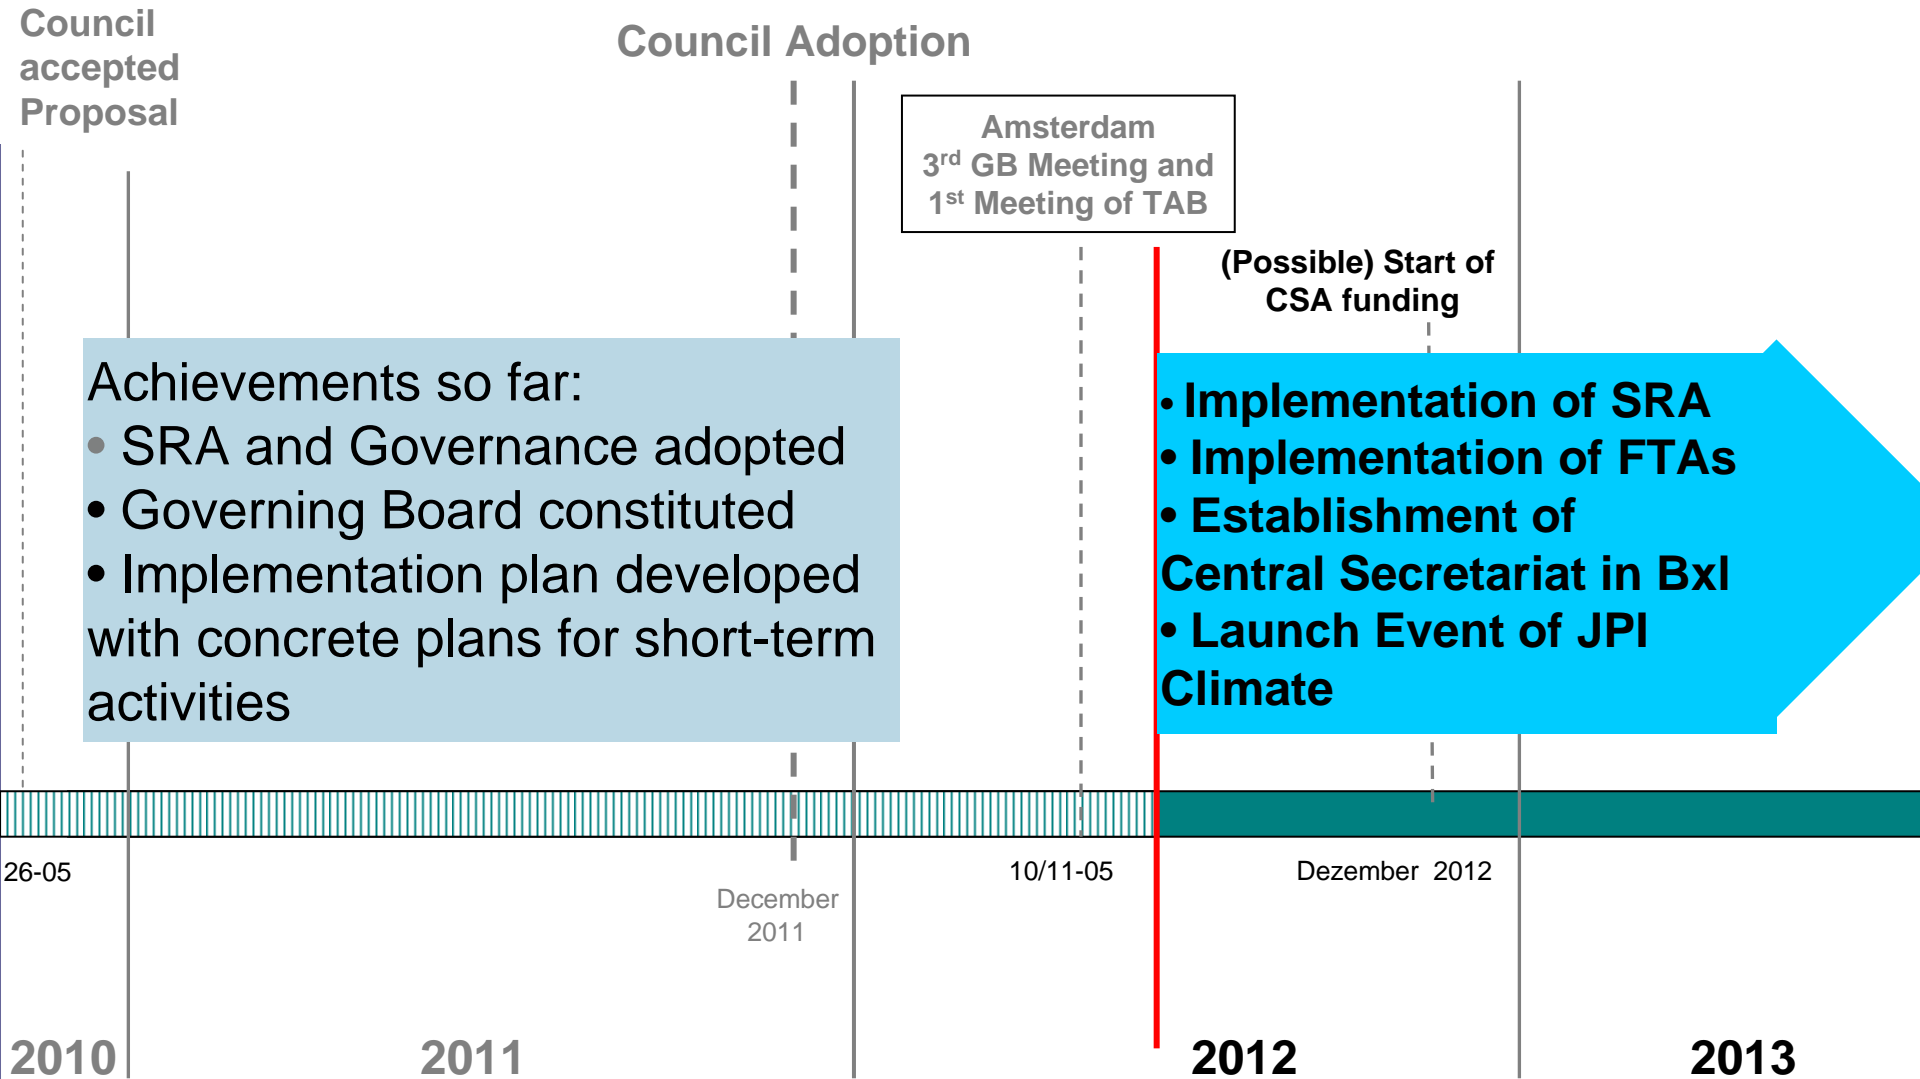 Council
accepted
Proposal
Council Adoption
Amsterdam
3rd GB Meeting and
1st Meeting of TAB
(Possible) Start of
CSA funding
Achievements so far:
• SRA and Governance adopted
• Governing Board constituted
• Implementation plan developed
with concrete plans for short-term
activities
• Implementation of SRA
• Implementation of FTAs
• Establishment of
Central Secretariat in Bxl
• Launch Event of JPI
Climate
26-05
December
2011
10/11-05
Dezember 2012
2010
2011
2012
2013